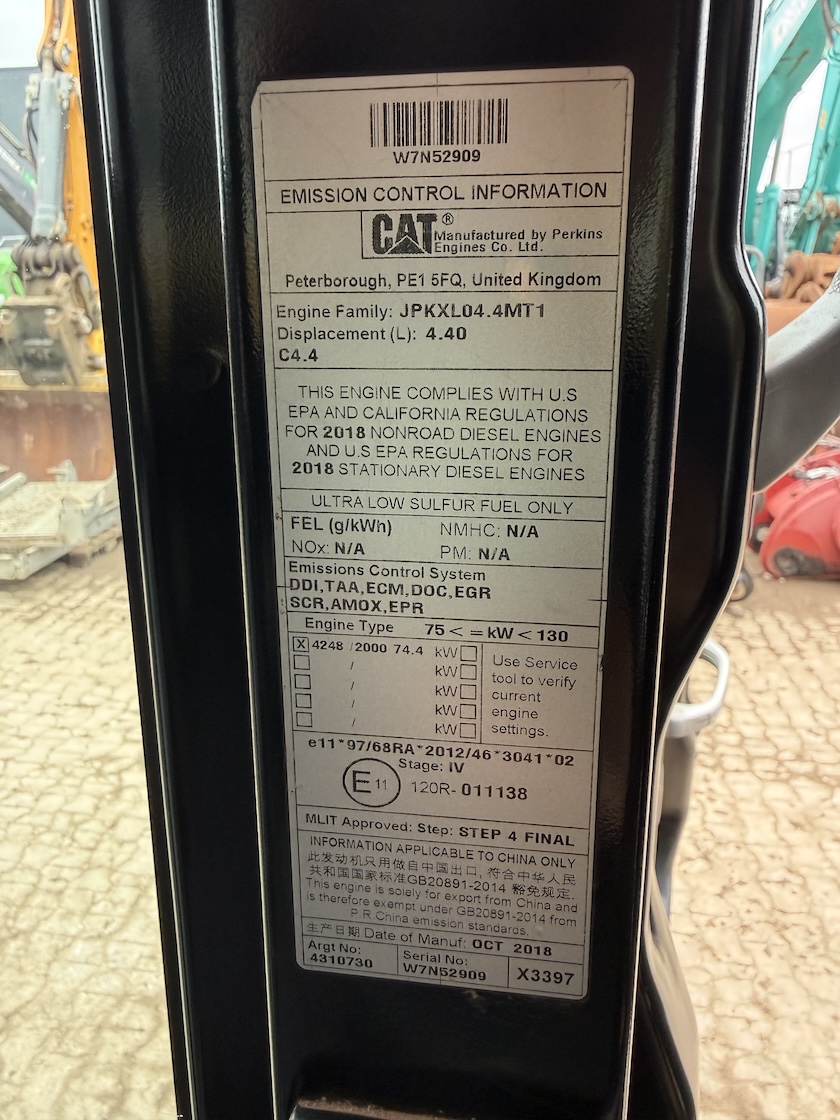 W7N52909
EMISSION CONTROL INFORMATION
CAT® Manufactured by Perkins
Engines Co. Ltd.
Peterborough, PE1 5FQ, United Kingdom
Engine Family: JPKXL04.4MT1
Displacement (L): 4.40
C4.4
THIS ENGINE COMPLIES WITH U.S
EPA AND CALIFORNIA REGULATIONS
FOR 2018 NONROAD DIESEL ENGINES
AND U.S EPA REGULATIONS FOR
2018 STATIONARY DIESEL ENGINES
ULTRA LOW SULFUR FUEL ONLY
FEL (g/kWh) NMHC: N/A
NOx: N/A PM: N/A
Emissions Control System
DDI,TAA,ECM,DOC,EGR
SCR,AMOX,EPR
Engine Type 75 < = kW < 130
X 4248 /2000 74.4 kW Use Service
/ kW tool to verify
/ kW current
/ kW engine
/ kW settings.
e11*97/68RA*2012/46*3041*02
Stage: IV
E 11 120R- 011138
MLIT Approved: Step: STEP 4 FINAL
INFORMATION APPLICABLE TO CHINA ONLY
此发动机只用做自中国出口, 符合中华人民
共和国国家标准GB20891-2014 豁免规定.
This engine is solely for export from China and
is therefore exempt under GB20891-2014 from
P R China emission standards.
生产日期 Date of Manuf: OCT 2018
Argt No: Serial No:
4310730 W7N52909 X3397